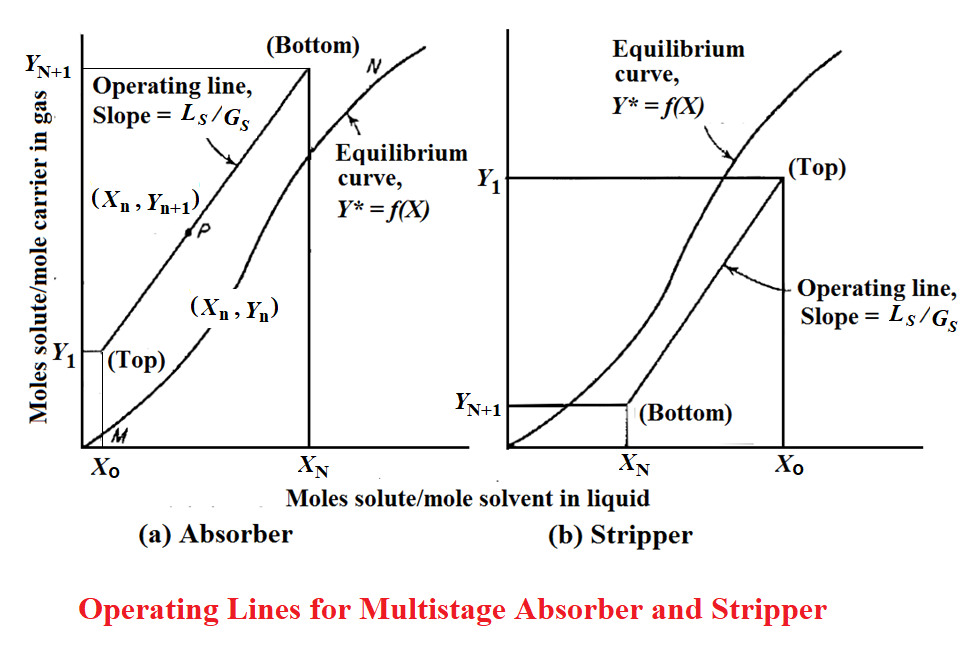 Moles solute/mole carrier in gas
Y_{N+1}
(Bottom)
N
Operating line,
Slope = L_S/G_S
Equilibrium
curve,
Y* = f(X)
(X_n , Y_{n+1})
P
(X_n , Y_n)
Y_1
(Top)
M
X_O
X_N
Equilibrium
curve,
Y* = f(X)
Y_1
(Top)
Operating line,
Slope = L_S/G_S
Y_{N+1}
(Bottom)
X_N
X_O
Moles solute/mole solvent in liquid
(a) Absorber
(b) Stripper
Operating Lines for Multistage Absorber and Stripper